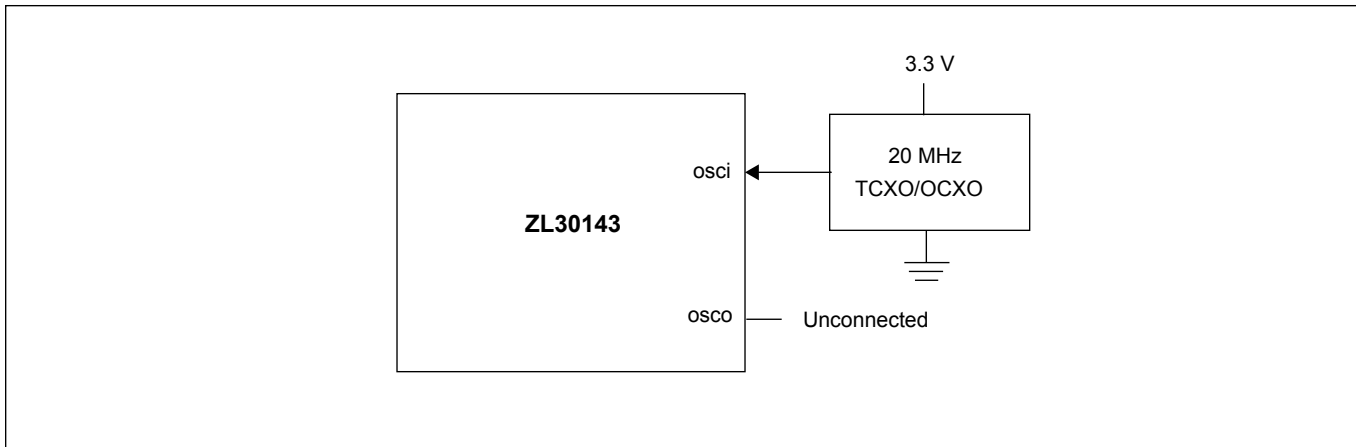 3.3 V
20 MHz
TCXO/OCXO
osci
ZL30143
osco
Unconnected